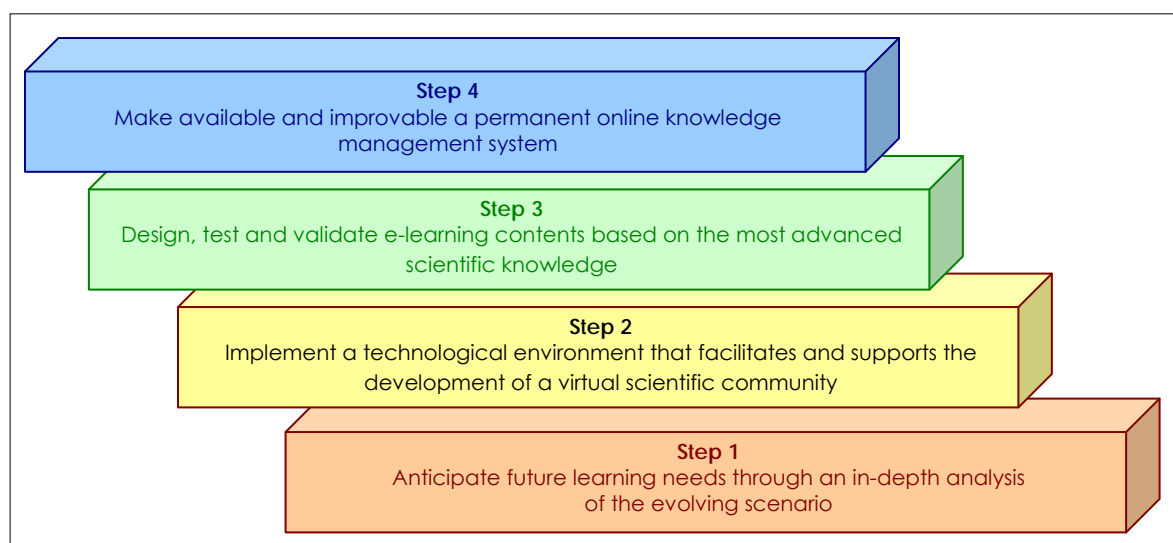 Step 4
Make available and improvable a permanent online knowledge
management system
Step 3
Design, test and validate e-learning contents based on the most advanced
scientific knowledge
Step 2
Implement a technological environment that facilitates and supports the
development of a virtual scientific community
Step 1
Anticipate future learning needs through an in-depth analysis
of the evolving scenario